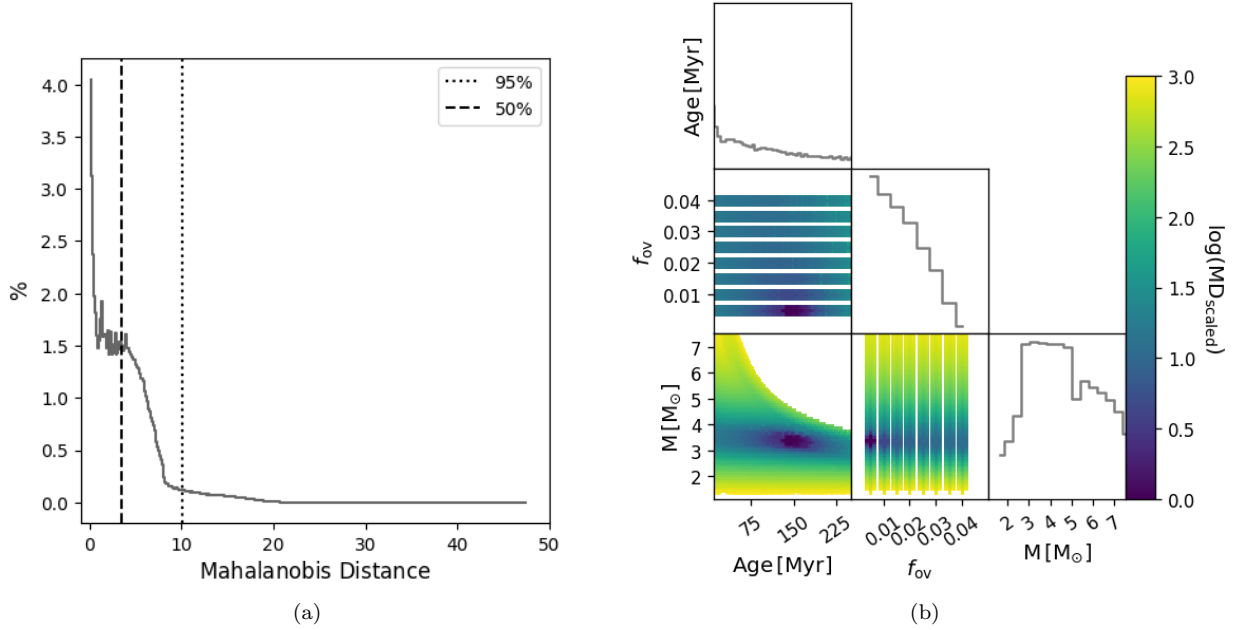 4.0
3.5
3.0
2.5
2.0
1.5
1.0
0.5
0.0
%
0 10 20 30 40 50
Mahalanobis Distance
95%
50%
(a)
Age [Myr]
0.04
0.03
0.02
0.01
f_ov
7
6
5
4
3
2
M [M⊙]
75 150 225
Age [Myr]
0.01 0.02 0.03 0.04
f_ov
2 3 4 5 6 7
M [M⊙]
3.0
2.5
2.0
1.5
1.0
0.5
0.0
log(MD_scaled)
(b)